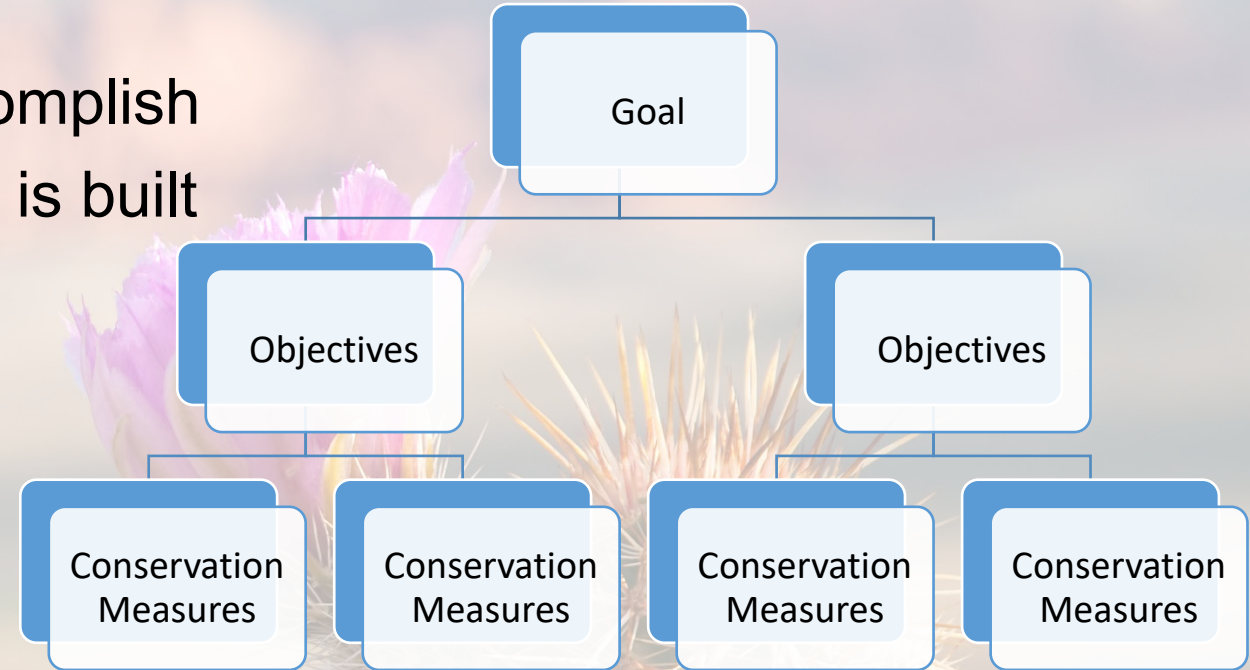 omplish
is built
Goal
Objectives
Objectives
Conservation
Measures
Conservation
Measures
Conservation
Measures
Conservation
Measures